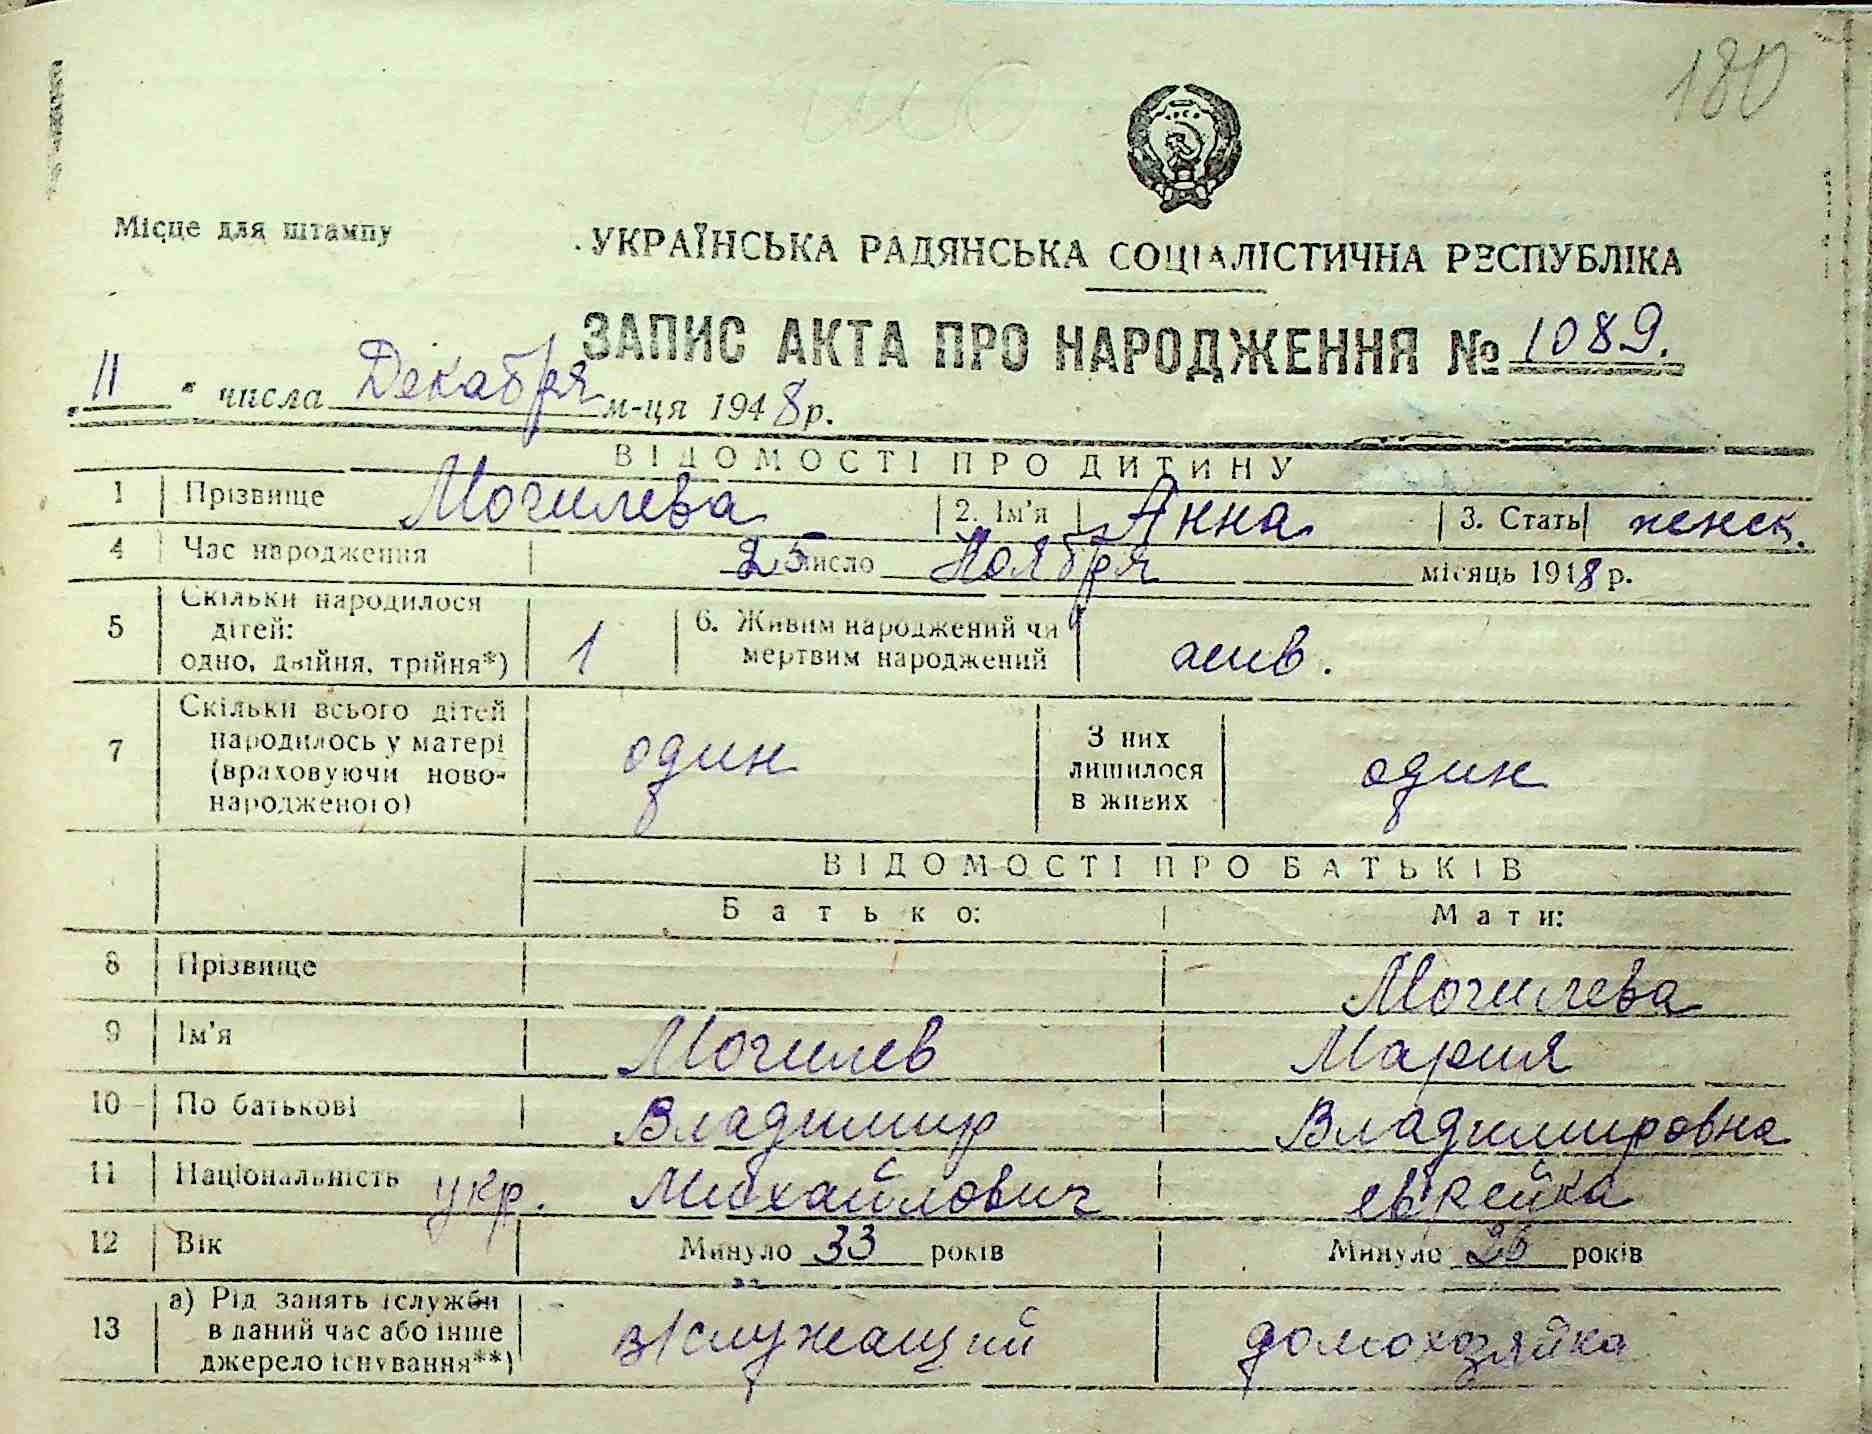 180
Місце для штампу
УКРАЇНСЬКА РАДЯНСЬКА СОЦІАЛІСТИЧНА РЕСПУБЛІКА
ЗАПИС АКТА ПРО НАРОДЖЕННЯ № 1089.
„11" числа Декабря м-ця 1948 р.
ВІДОМОСТІ ПРО ДИТИНУ
1 Прізвище Могилева 2. Ім'я Анна 3. Стать женск.
4 Час народження 25 число Ноября місяць 1948 р.
5 Скільки народилося
дітей:
одно, двійня, трійня*) 1 6. Живим народжений чи
мертвим народжений жив.
7 Скільки всього дітей
народилось у матері
(враховуючи ново-
народженого) один З них
лишилося
в живих один
ВІДОМОСТІ ПРО БАТЬКІВ
Батько: Мати:
8 Прізвище Могилева
9 Ім'я Могилев Мария
10 По батькові Владимир Владимировна
11 Національність укр. Михайлович еврейка
12 Вік Минуло 33 років Минуло 26 років
13 а) Рід занять (служби
в даний час або інше
джерело існування**) в/служащий домохозяйка